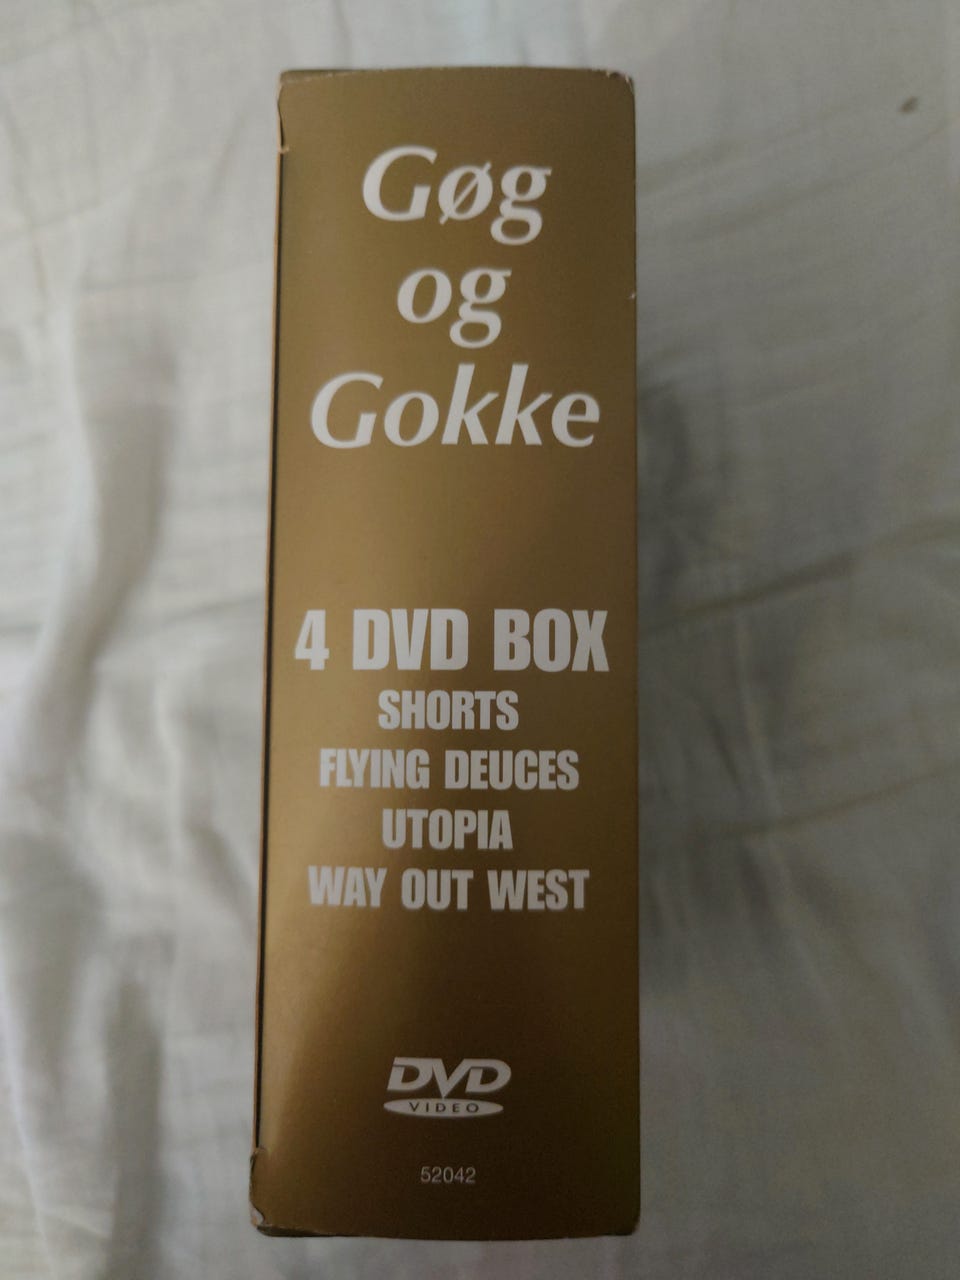 Gøg
og
Gokke
4 DVD BOX
SHORTS
FLYING DEUCES
UTOPIA
WAY OUT WEST
DVD
VIDEO
52042